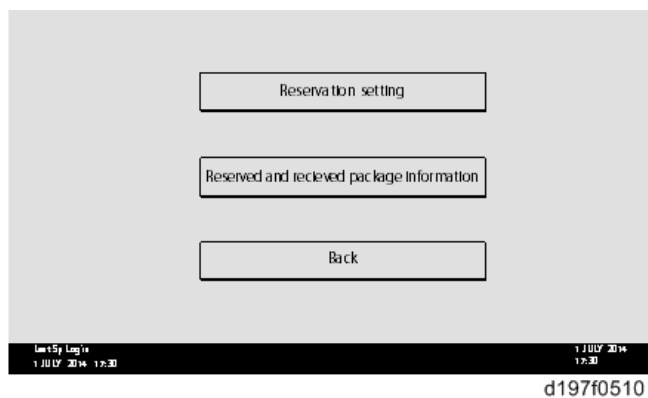 Reservation setting
Reserved and recieved package information
Back
Last Sp Login
1 JULY 2014 17:30
1 JULY 2014
17:30
d197f0510